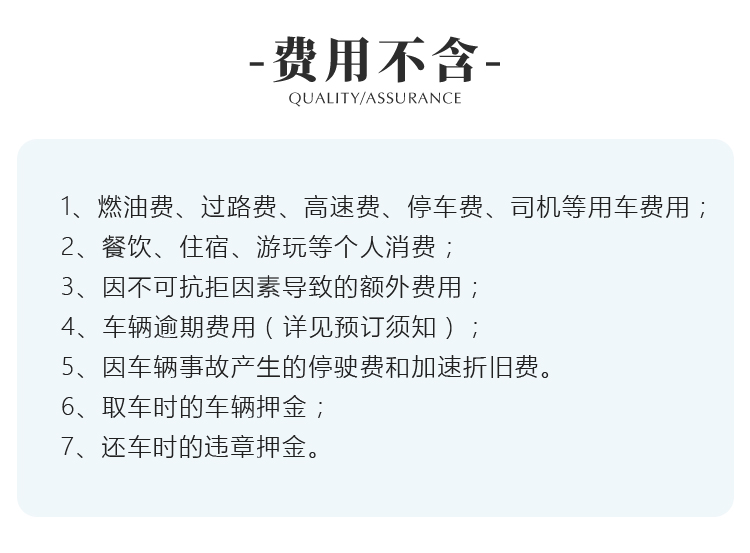 -费用不含-
QUALITY/ASSURANCE
1、燃油费、过路费、高速费、停车费、司机等用车费用；
2、餐饮、住宿、游玩等个人消费；
3、因不可抗拒因素导致的额外费用；
4、车辆逾期费用（详见预订须知）；
5、因车辆事故产生的停驶费和加速折旧费。
6、取车时的车辆押金；
7、还车时的违章押金。